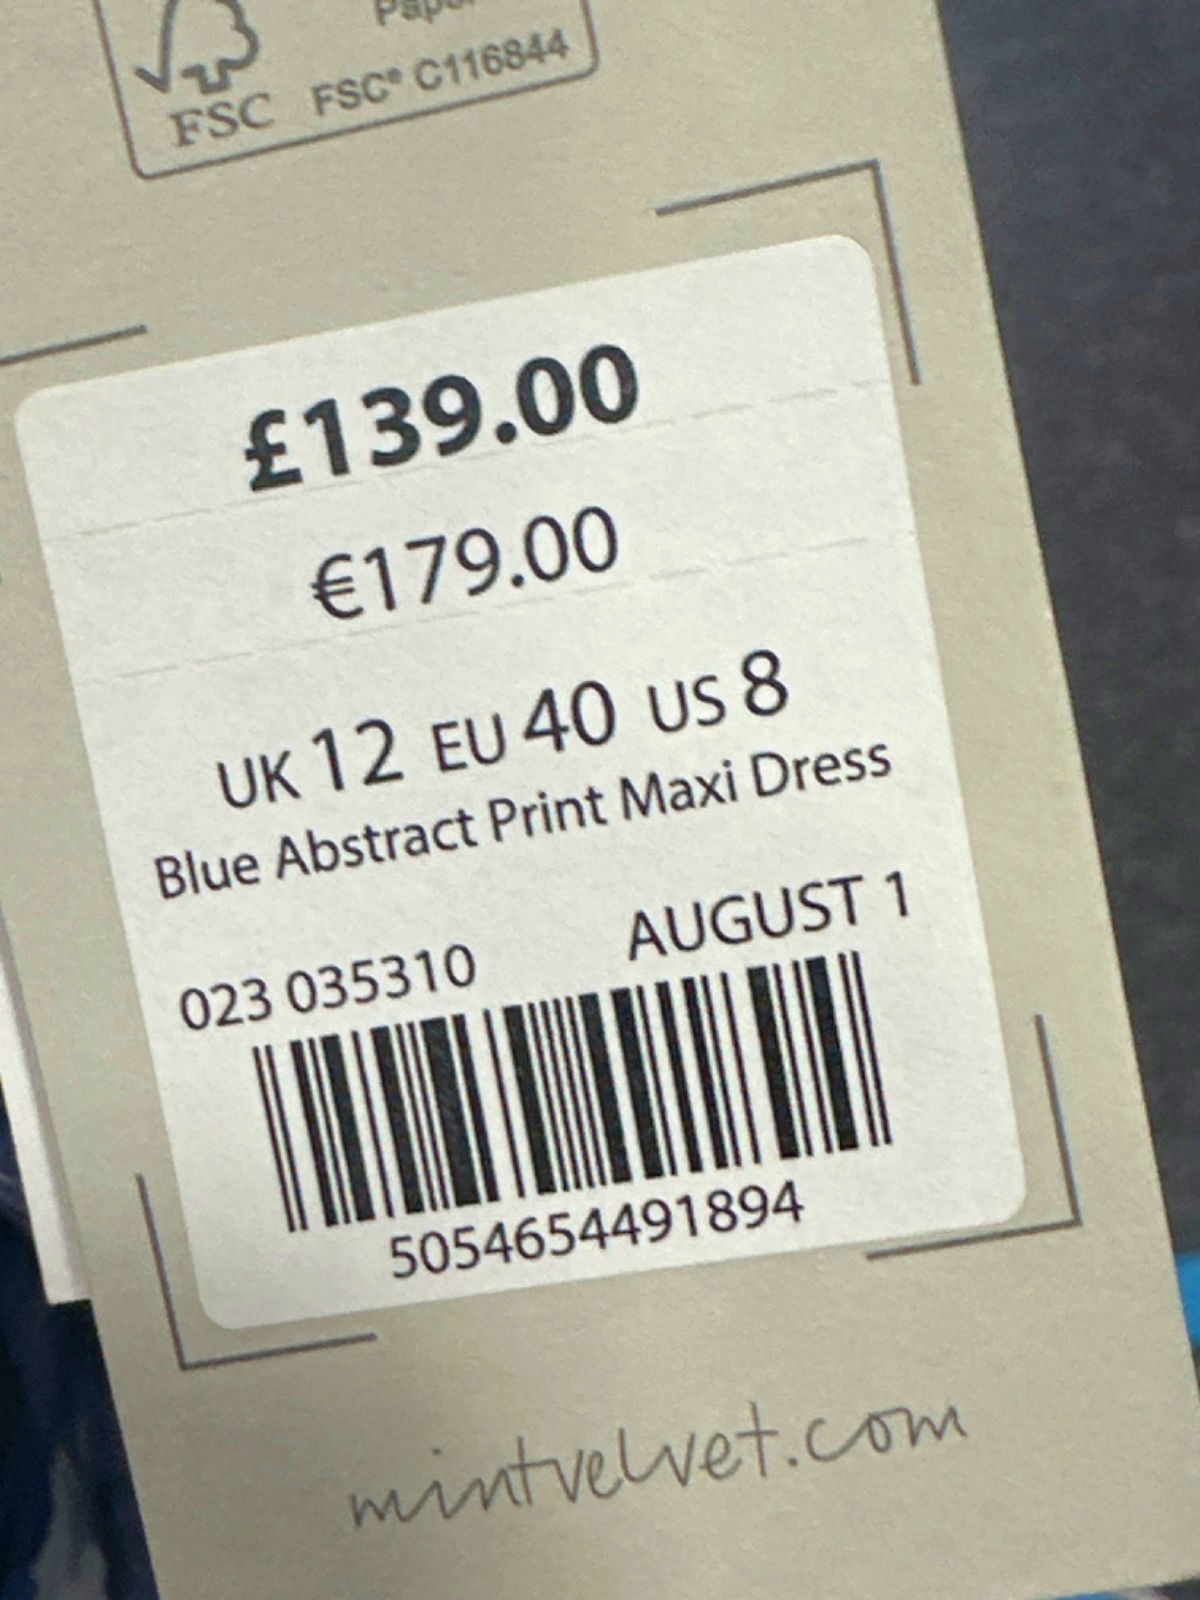 FSC
FSC® C116844
£139.00
€179.00
UK 12 EU 40 US 8
Blue Abstract Print Maxi Dress
023 035310 AUGUST 1
5054654491894
mintvelvet.com